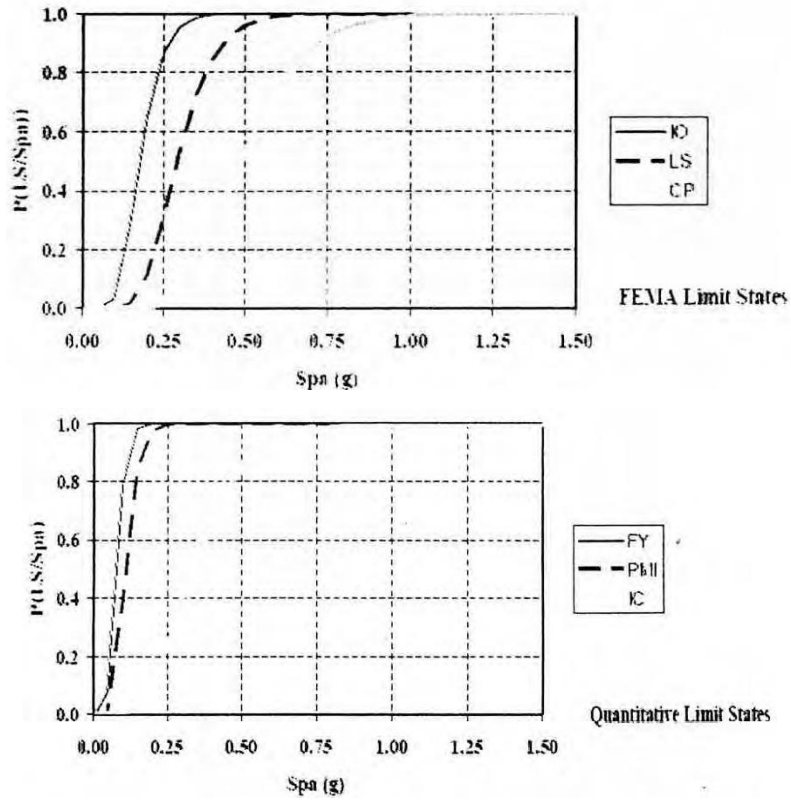 1.0
0.8
0.6
0.4
0.2
0.0
P(LS/Spa))
0.00 0.25 0.50 0.75 1.00 1.25 1.50
Spa (g)
IO
LS
CP
FEMA Limit States
1.0
0.8
0.6
0.4
0.2
0.0
P(LS/Spa)
0.00 0.25 0.50 0.75 1.00 1.25 1.50
Spa (g)
FY
PMI
IC
Quantitative Limit States